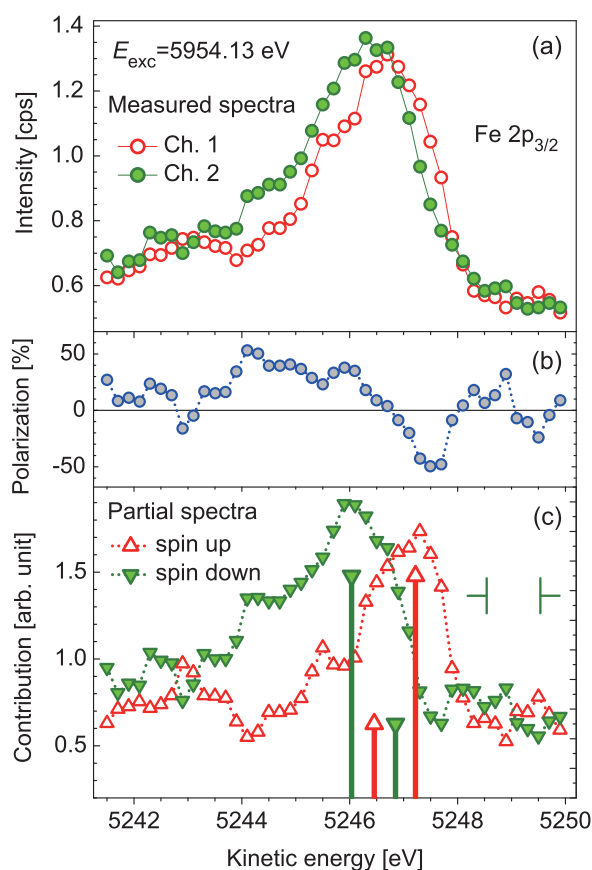 (a)
E_exc=5954.13 eV
Measured spectra
Ch. 1
Ch. 2
Fe 2p_3/2
Intensity [cps]
1.4
1.2
1.0
0.8
0.6
(b)
Polarization [%]
50
0
-50
(c)
Partial spectra
spin up
spin down
Contribution [arb. unit]
1.5
1.0
0.5
5242
5244
5246
5248
5250
Kinetic energy [eV]